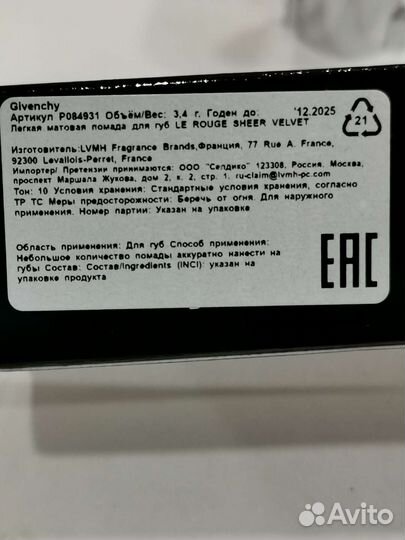 Givenchy
Артикул P084931 Объём/Вес: 3,4 г. Годен до: '12.2025
Легкая матовая помада для губ LE ROUGE SHEER VELVET
21
Изготовитель:LVMH Fragrance Brands,Франция, 77 Rue A. France,
92300 Levallois-Perret, France
Импортер/ Претензии принимаются: ООО "Селдико" 123308, Россия, Москва,
проспект Маршала Жукова, дом 2, к. 2, стр. 1. ru-claim@lvmh-pc.com
Тон: 10 Условия хранения: Стандартные условия хранения, согласно
ТР ТС Меры предосторожности: Беречь от огня. Для наружного
применения. Номер партии: Указан на упаковке
Область применения: Для губ Способ применения:
Небольшое количество помады аккуратно нанести на
губы Состав: Состав/Ingredients (INCI): указан на
упаковке продукта
EAC
Avito